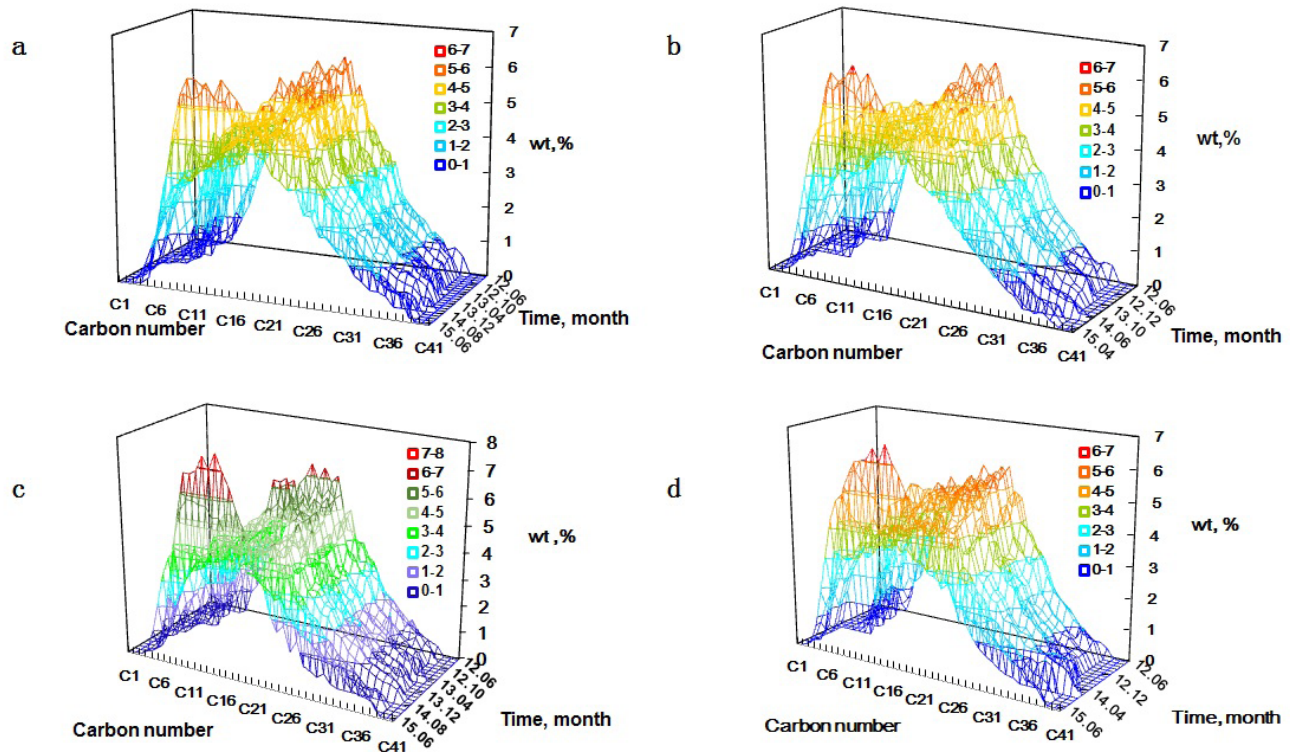 a
7
6
5
4
3
2
1
0
wt,%
6-7
5-6
4-5
3-4
2-3
1-2
0-1
C1
C6
C11
C16
C21
C26
C31
C36
C41
Carbon number
12.06
12.10
13.04
13.12
14.08
15.06
Time, month
b
7
6
5
4
3
2
1
0
wt,%
6-7
5-6
4-5
3-4
2-3
1-2
0-1
C1
C6
C11
C16
C21
C26
C31
C36
C41
Carbon number
12.06
12.12
13.10
14.06
15.04
Time, month
c
8
7
6
5
4
3
2
1
0
wt ,%
7-8
6-7
5-6
4-5
3-4
2-3
1-2
0-1
C1
C6
C11
C16
C21
C26
C31
C36
C41
Carbon number
12.06
12.10
13.04
13.12
14.08
15.06
Time, month
d
7
6
5
4
3
2
1
0
wt, %
6-7
5-6
4-5
3-4
2-3
1-2
0-1
C1
C6
C11
C16
C21
C26
C31
C36
C41
Carbon number
12.06
12.12
14.04
15.06
Time, month